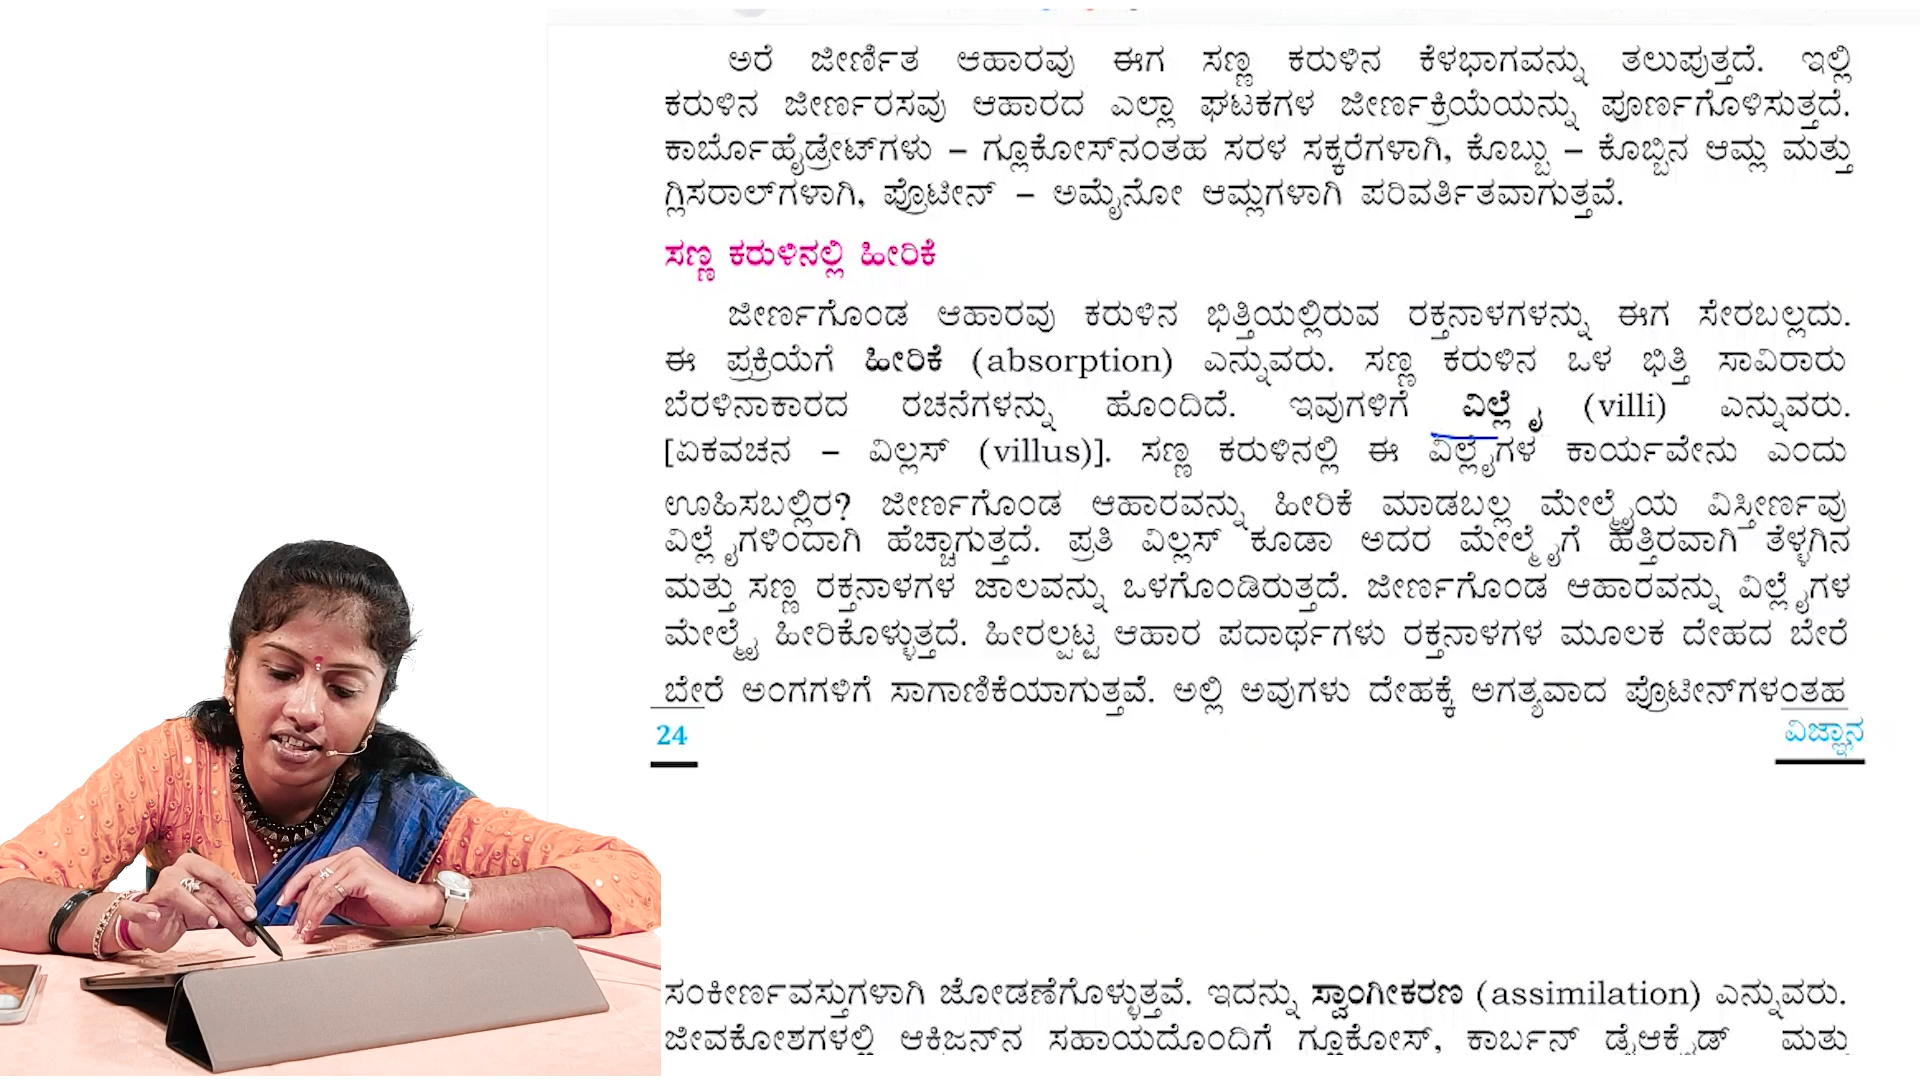 ಅರೆ ಜೀರ್ಣಿತ ಆಹಾರವು ಈಗ ಸಣ್ಣ ಕರುಳಿನ ಕೆಳಭಾಗವನ್ನು ತಲುಪುತ್ತದೆ. ಇಲ್ಲಿ
ಕರುಳಿನ ಜೀರ್ಣರಸವು ಆಹಾರದ ಎಲ್ಲಾ ಘಟಕಗಳ ಜೀರ್ಣಕ್ರಿಯೆಯನ್ನು ಪೂರ್ಣಗೊಳಿಸುತ್ತದೆ.
ಕಾರ್ಬೊಹೈಡ್ರೇಟ್‌ಗಳು – ಗ್ಲೂಕೋಸ್‌ನಂತಹ ಸರಳ ಸಕ್ಕರೆಗಳಾಗಿ, ಕೊಬ್ಬು – ಕೊಬ್ಬಿನ ಆಮ್ಲ ಮತ್ತು
ಗ್ಲಿಸರಾಲ್‌ಗಳಾಗಿ, ಪ್ರೊಟೀನ್ – ಅಮೈನೋ ಆಮ್ಲಗಳಾಗಿ ಪರಿವರ್ತಿತವಾಗುತ್ತವೆ.
ಸಣ್ಣ ಕರುಳಿನಲ್ಲಿ ಹೀರಿಕೆ
ಜೀರ್ಣಗೊಂಡ ಆಹಾರವು ಕರುಳಿನ ಭಿತ್ತಿಯಲ್ಲಿರುವ ರಕ್ತನಾಳಗಳನ್ನು ಈಗ ಸೇರಬಲ್ಲದು.
ಈ ಪ್ರಕ್ರಿಯೆಗೆ ಹೀರಿಕೆ (absorption) ಎನ್ನುವರು. ಸಣ್ಣ ಕರುಳಿನ ಒಳ ಭಿತ್ತಿ ಸಾವಿರಾರು
ಬೆರಳಿನಾಕಾರದ ರಚನೆಗಳನ್ನು ಹೊಂದಿದೆ. ಇವುಗಳಿಗೆ ವಿಲ್ಲೈ (villi) ಎನ್ನುವರು.
[ಏಕವಚನ – ವಿಲ್ಲಸ್ (villus)]. ಸಣ್ಣ ಕರುಳಿನಲ್ಲಿ ಈ ವಿಲ್ಲೈಗಳ ಕಾರ್ಯವೇನು ಎಂದು
ಊಹಿಸಬಲ್ಲಿರ? ಜೀರ್ಣಗೊಂಡ ಆಹಾರವನ್ನು ಹೀರಿಕೆ ಮಾಡಬಲ್ಲ ಮೇಲ್ಮೈಯ ವಿಸ್ತೀರ್ಣವು
ವಿಲ್ಲೈಗಳಿಂದಾಗಿ ಹೆಚ್ಚಾಗುತ್ತದೆ. ಪ್ರತಿ ವಿಲ್ಲಸ್ ಕೂಡಾ ಅದರ ಮೇಲ್ಮೈಗೆ ಹತ್ತಿರವಾಗಿ ತೆಳ್ಳಗಿನ
ಮತ್ತು ಸಣ್ಣ ರಕ್ತನಾಳಗಳ ಜಾಲವನ್ನು ಒಳಗೊಂಡಿರುತ್ತದೆ. ಜೀರ್ಣಗೊಂಡ ಆಹಾರವನ್ನು ವಿಲ್ಲೈಗಳ
ಮೇಲ್ಮೈ ಹೀರಿಕೊಳ್ಳುತ್ತದೆ. ಹೀರಲ್ಪಟ್ಟ ಆಹಾರ ಪದಾರ್ಥಗಳು ರಕ್ತನಾಳಗಳ ಮೂಲಕ ದೇಹದ ಬೇರೆ
ಬೇರೆ ಅಂಗಗಳಿಗೆ ಸಾಗಾಣಿಕೆಯಾಗುತ್ತವೆ. ಅಲ್ಲಿ ಅವುಗಳು ದೇಹಕ್ಕೆ ಅಗತ್ಯವಾದ ಪ್ರೊಟೀನ್‌ಗಳಂತಹ
24
ವಿಜ್ಞಾನ
ಸಂಕೀರ್ಣವಸ್ತುಗಳಾಗಿ ಜೋಡಣೆಗೊಳ್ಳುತ್ತವೆ. ಇದನ್ನು ಸ್ವಾಂಗೀಕರಣ (assimilation) ಎನ್ನುವರು.
ಜೀವಕೋಶಗಳಲ್ಲಿ ಆಕ್ಸಿಜನ್‌ನ ಸಹಾಯದೊಂದಿಗೆ ಗ್ಲೂಕೋಸ್, ಕಾರ್ಬನ್ ಡೈಆಕ್ಸೈಡ್ ಮತ್ತು